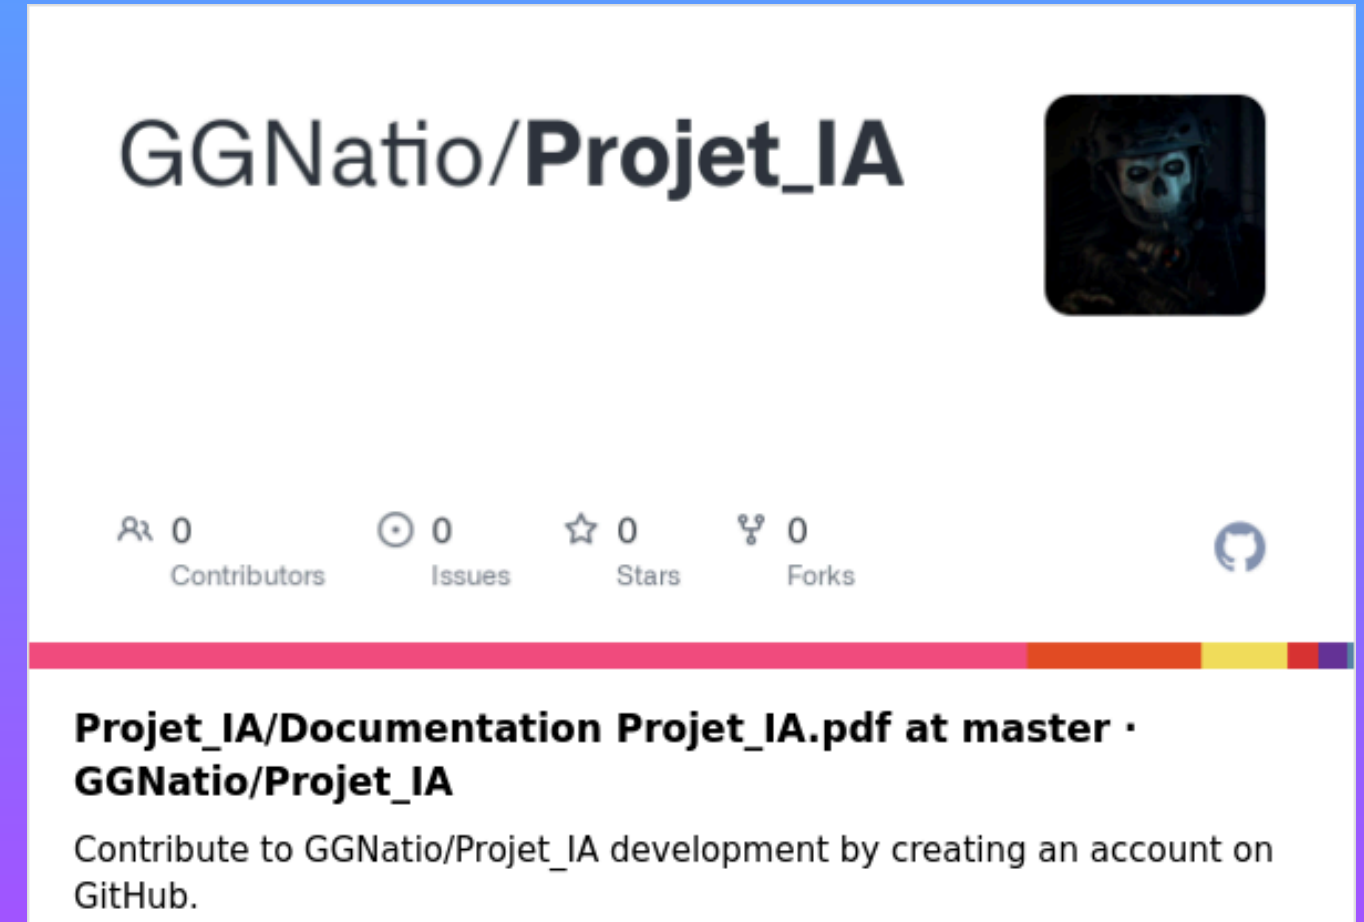 GGNatio/Projet_IA
0 0 0 0
Contributors Issues Stars Forks
Projet_IA/Documentation Projet_IA.pdf at master ·
GGNatio/Projet_IA
Contribute to GGNatio/Projet_IA development by creating an account on
GitHub.